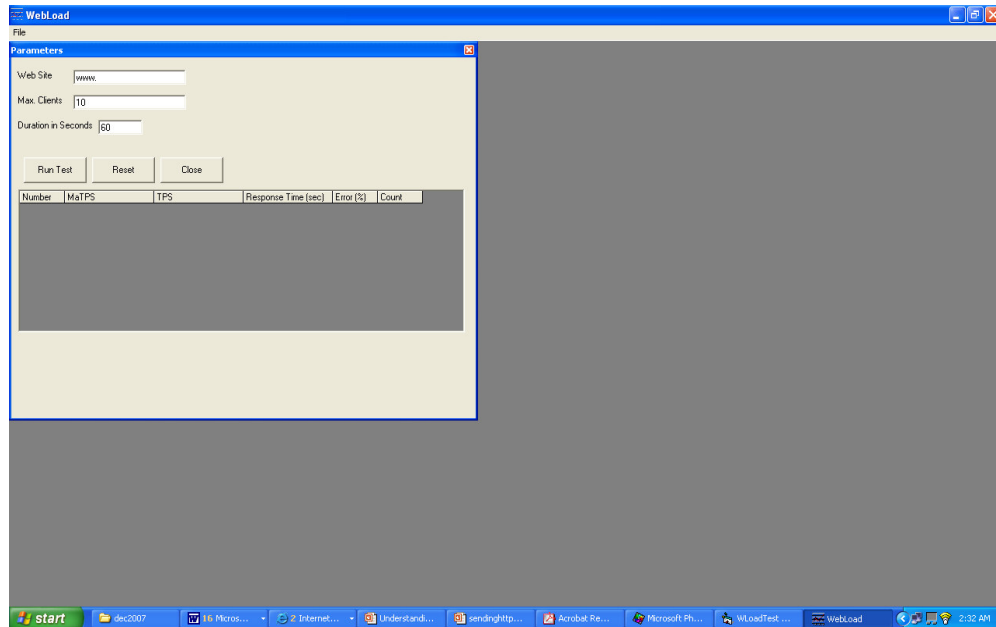 WebLoad
File
Parameters
Web Site www.
Max. Clients 10
Duration in Seconds 60
Run Test Reset Close
Number MaTPS TPS Response Time (sec) Error (%) Count
start dec2007 16 Micros... 2 Internet... Understandi... sendinghttp... Acrobat Re... Microsoft Ph... WLoadTest ... WebLoad 2:32 AM